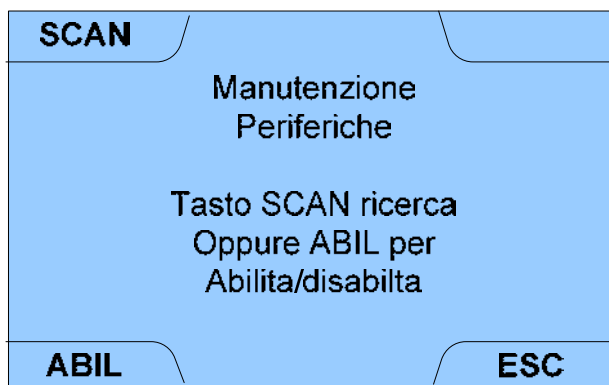 SCAN
Manutenzione
Periferiche
Tasto SCAN ricerca
Oppure ABIL per
Abilita/disabilta
ABIL
ESC